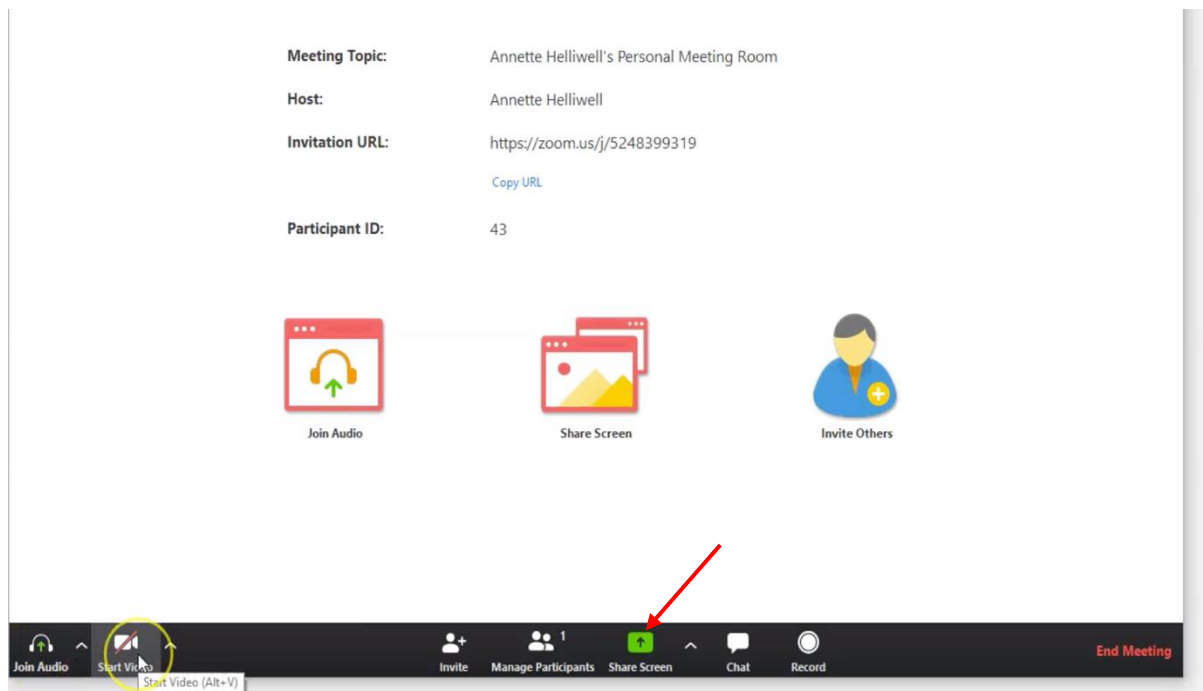 Meeting Topic: Annette Helliwell's Personal Meeting Room
Host: Annette Helliwell
Invitation URL: https://zoom.us/j/5248399319
Copy URL
Participant ID: 43
Join Audio Share Screen Invite Others
1
Join Audio Start Video Invite Manage Participants Share Screen Chat Record End Meeting
Start Video (Alt+V)